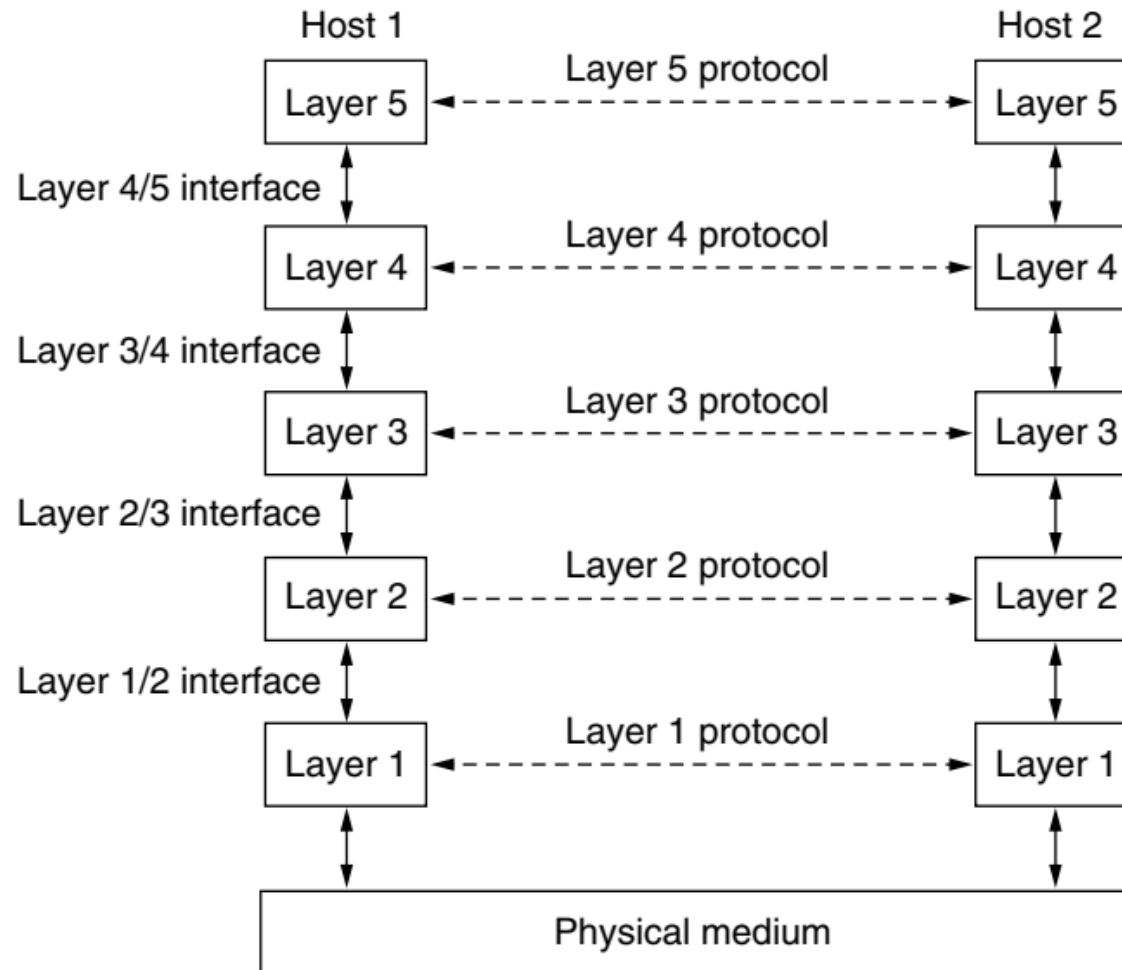 Host 1
Host 2
Layer 5 protocol
Layer 5
Layer 5
Layer 4/5 interface
Layer 4 protocol
Layer 4
Layer 4
Layer 3/4 interface
Layer 3 protocol
Layer 3
Layer 3
Layer 2/3 interface
Layer 2 protocol
Layer 2
Layer 2
Layer 1/2 interface
Layer 1 protocol
Layer 1
Layer 1
Physical medium